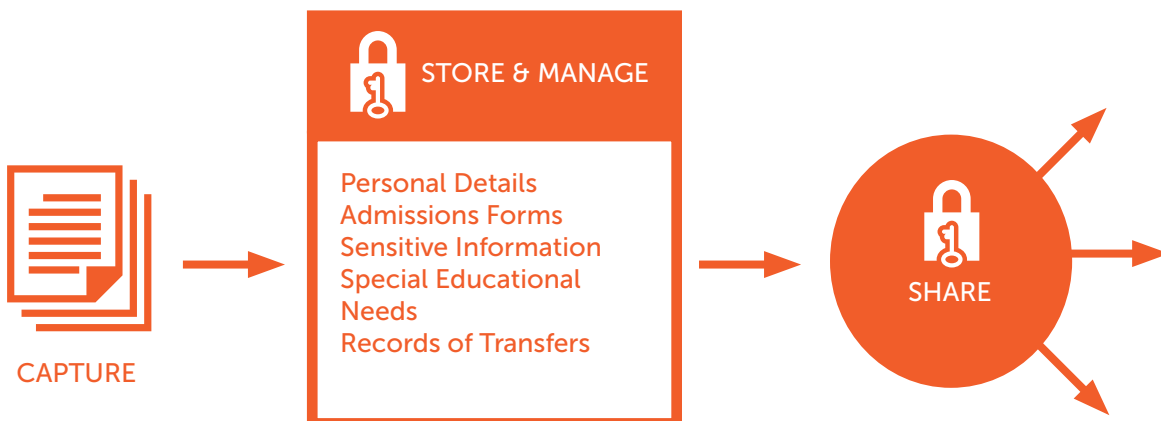 STORE & MANAGE
Personal Details
Admissions Forms
Sensitive Information
Special Educational
Needs
Records of Transfers
CAPTURE
SHARE